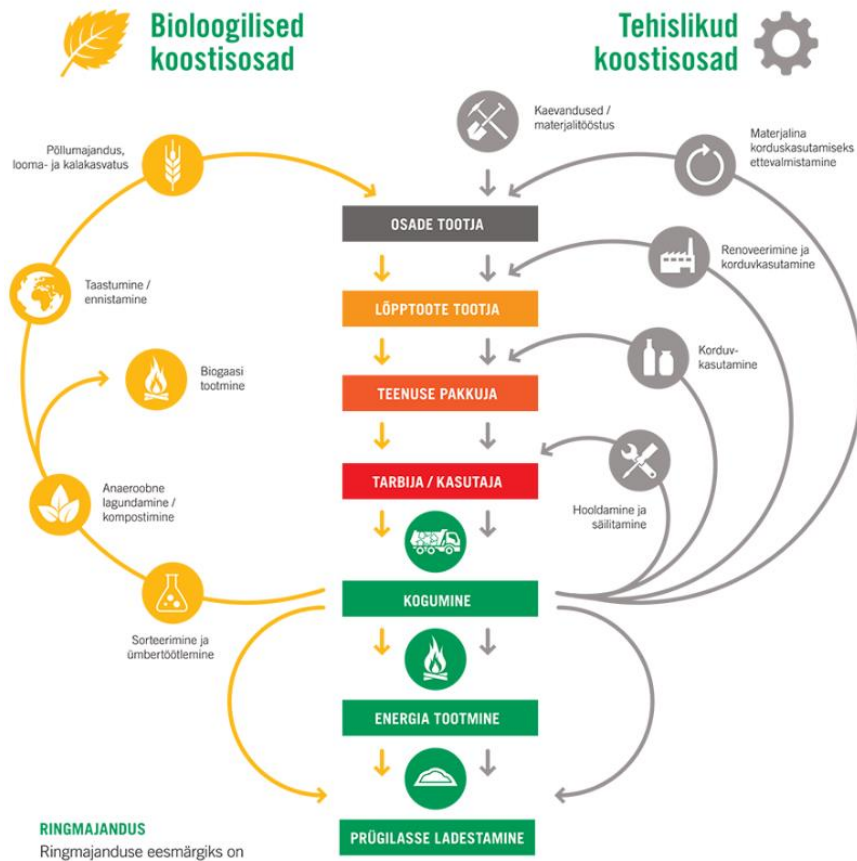 Bioloogilised
koostisosad
Tehislikud
koostisosad
Kaevandused /
materjalitööstus
Põllumajandus,
looma- ja kalakasvatus
Materjalina
korduskasutamiseks
ettevalmistamine
OSADE TOOTJA
Renoveerimine ja
korduvkasutamine
Taastumine /
ennistamine
LÕPPTOOTE TOOTJA
Biogaasi
tootmine
Korduv-
kasutamine
TEENUSE PAKKUJA
TARBIJA / KASUTAJA
Anaeroobne
lagundamine /
kompostimine
Hooldamine ja
säilitamine
KOGUMINE
Sorteerimine ja
ümbertöötlemine
ENERGIA TOOTMINE
PRÜGILASSE LADESTAMINE
RINGMAJANDUS
Ringmajanduse eesmärgiks on